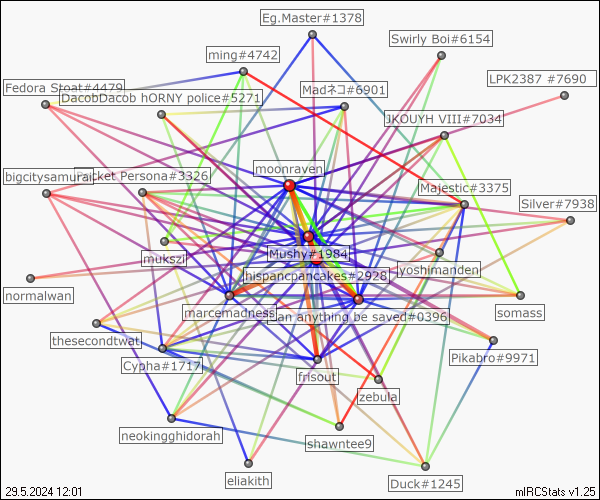 Eg.Master#1378
Swirly Boi#6154
ming#4742
LPK2387 #7690
Fedora Stoat#4479
Madネコ#6901
DacobDacob hORNY police#5271
JKOUYH VIII#7034
moonraven
bigcitysamurai
Packet Persona#3326
Majestic#3375
Silver#7938
mukszi
Mushy#1984
yoshimanden
hispancpancakes#2928
normalwan
marcemadness
can anything be saved#0396
somass
thesecondtwat
Cypha#1717
Pikabro#9971
frisout
zebula
neokingghidorah
shawntee9
eliakith
Duck#1245
29.5.2024 12:01
mIRCStats v1.25